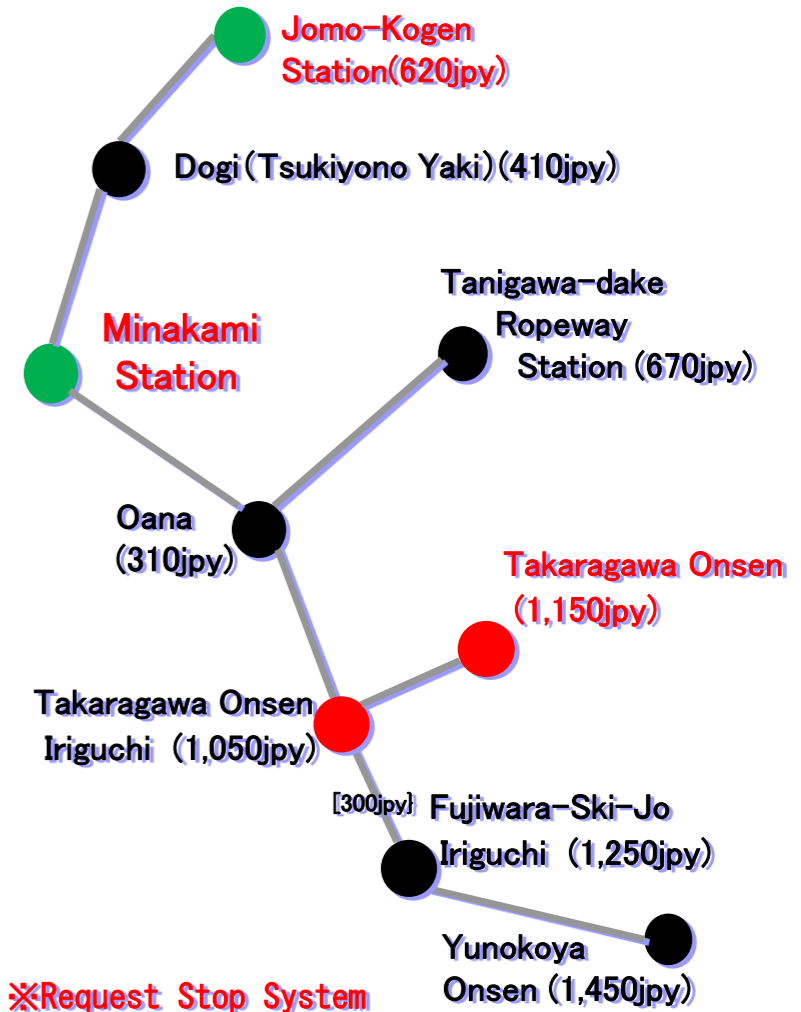 Jomo-Kogen
Station(620jpy)
Dogi(Tsukiyono Yaki)(410jpy)
Tanigawa-dake
Ropeway
Station (670jpy)
Minakami
Station
Oana
(310jpy)
Takaragawa Onsen
(1,150jpy)
Takaragawa Onsen
Iriguchi (1,050jpy)
[300jpy}
Fujiwara-Ski-Jo
Iriguchi (1,250jpy)
Yunokoya
Onsen (1,450jpy)
※Request Stop System